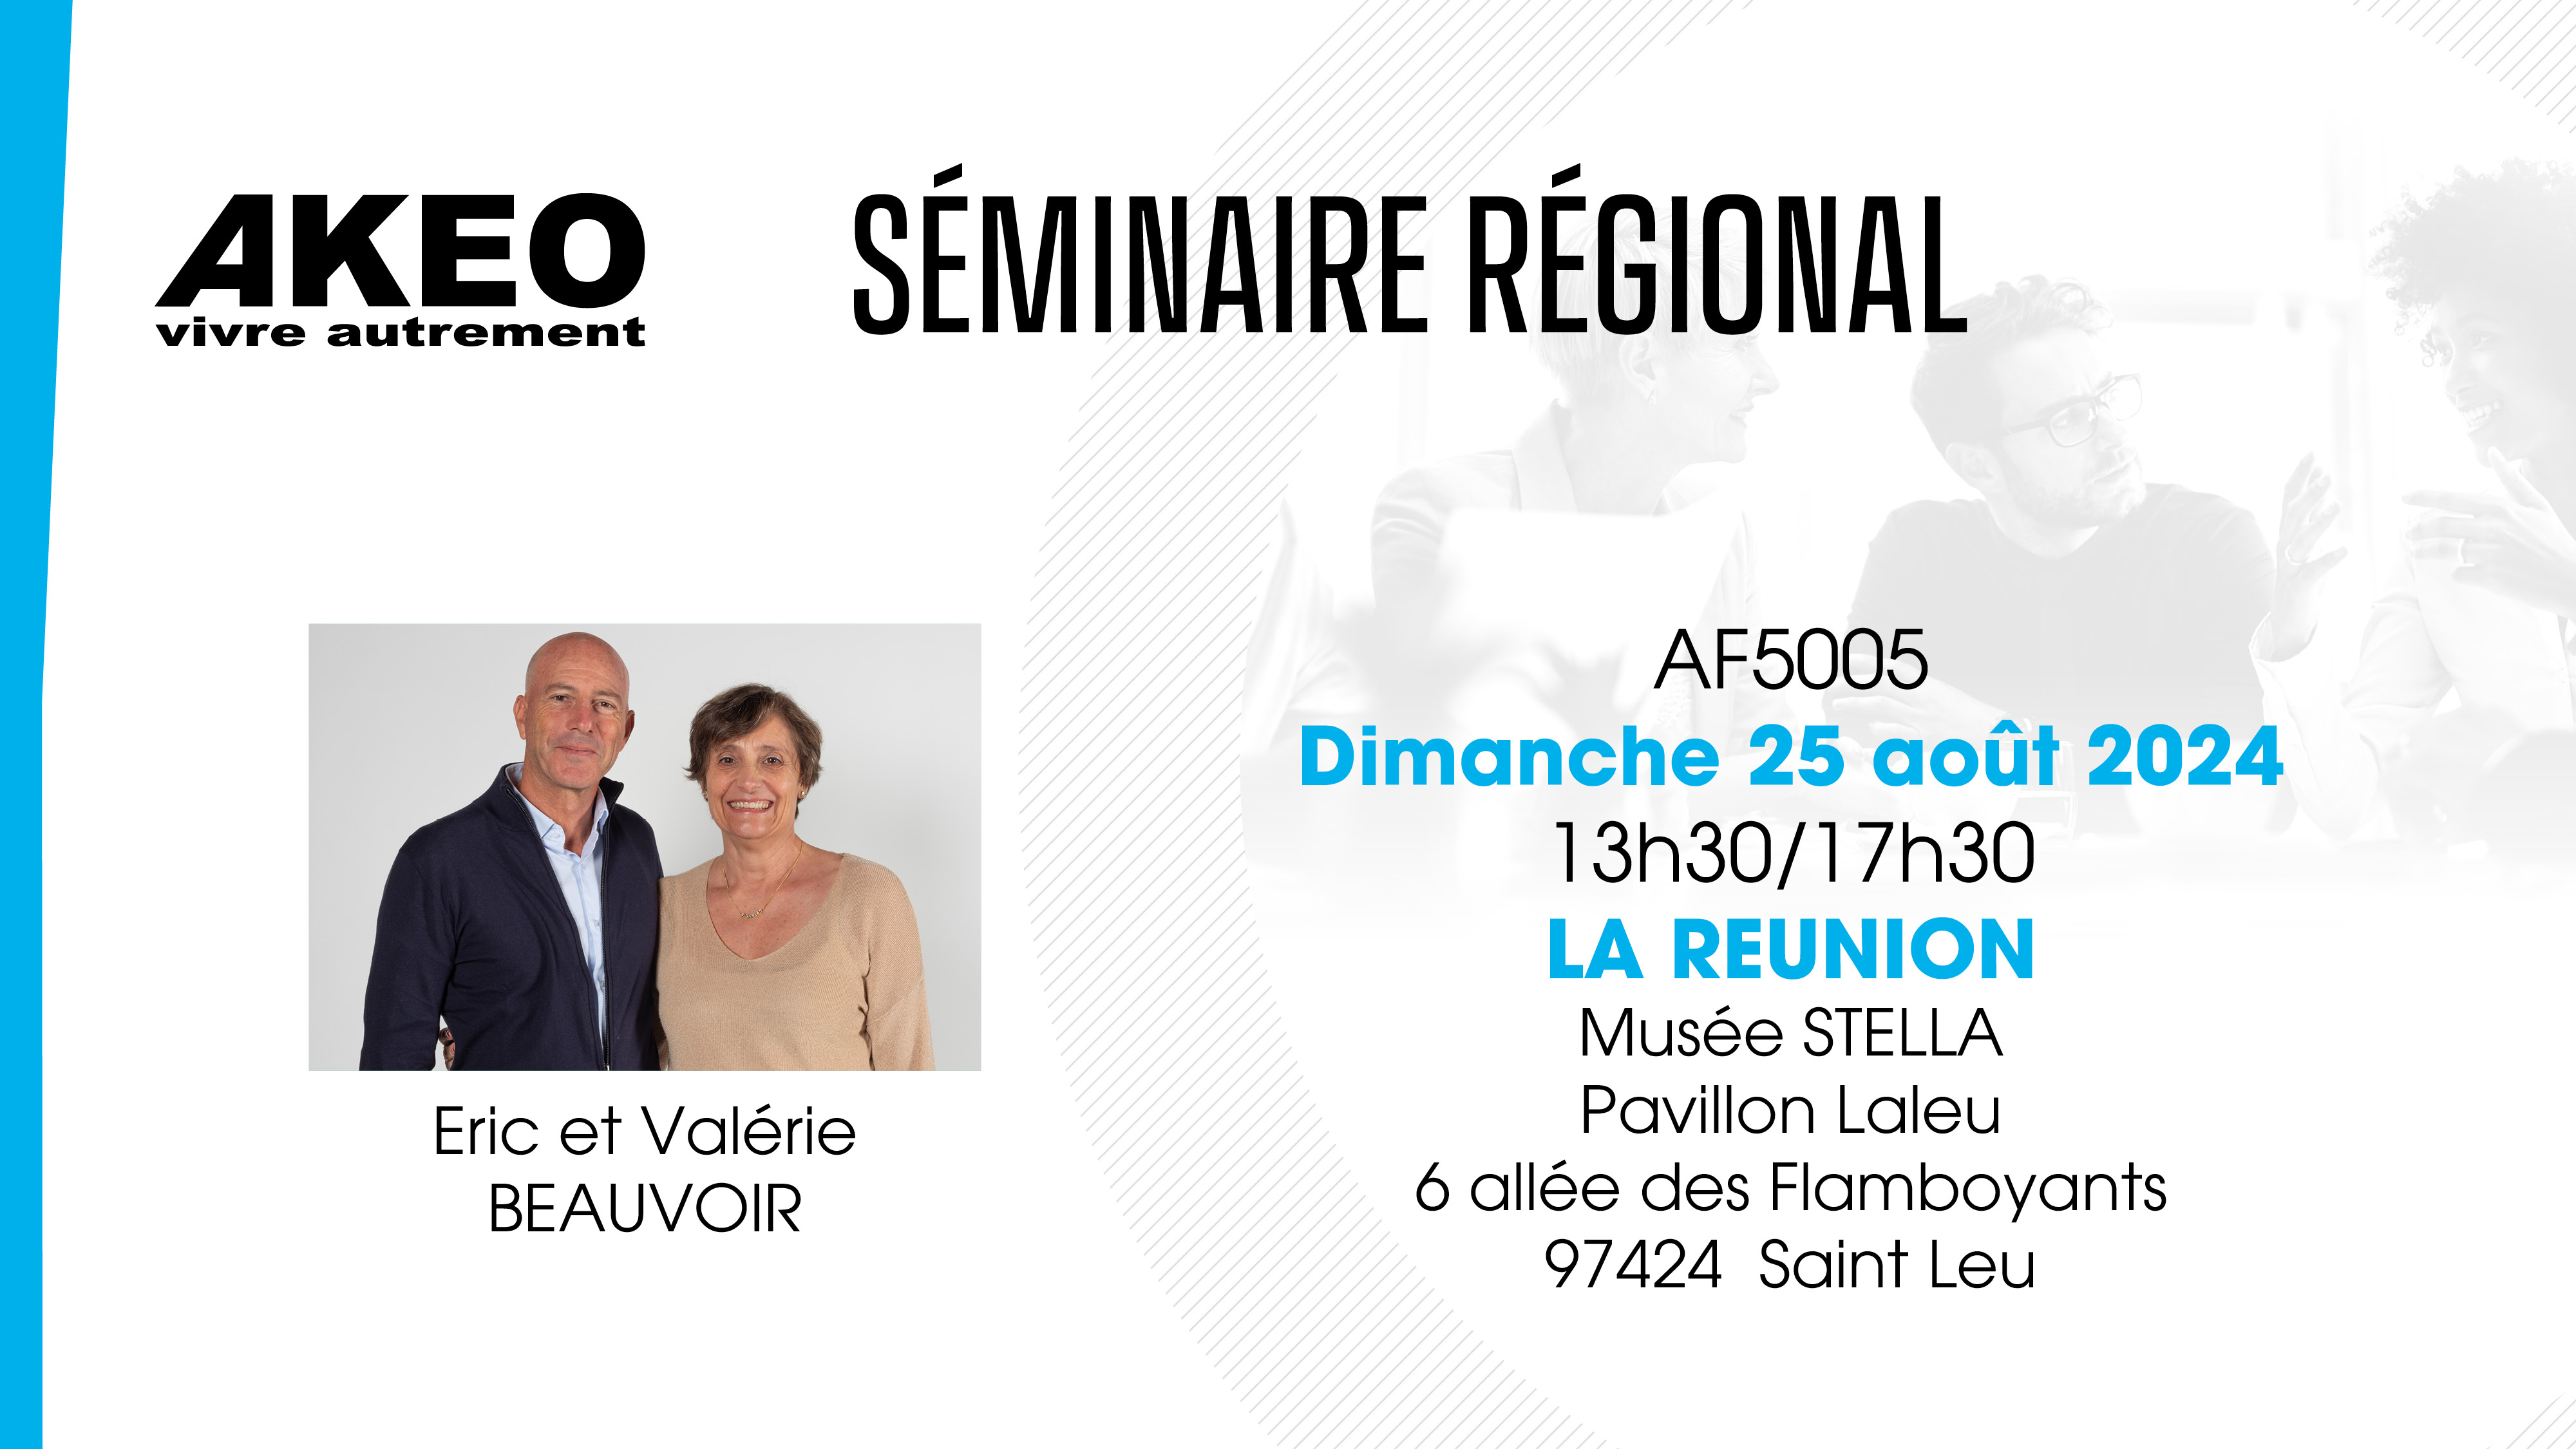 AKEO
vivre autrement
SÉMINAIRE RÉGIONAL
Eric et Valérie
BEAUVOIR
AF5005
Dimanche 25 août 2024
13h30/17h30
LA REUNION
Musée STELLA
Pavillon Laleu
6 allée des Flamboyants
97424  Saint Leu